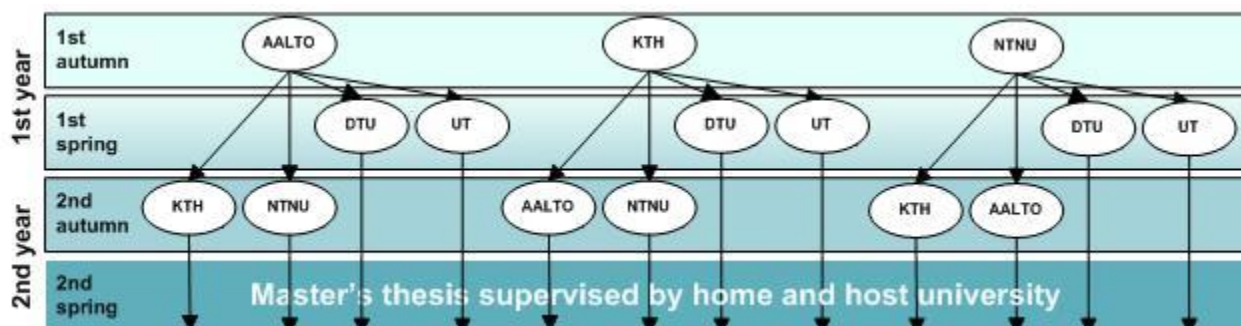 1st year
1st
autumn
AALTO
KTH
NTNU
1st
spring
DTU
UT
DTU
UT
DTU
UT
2nd year
2nd
autumn
KTH
NTNU
AALTO
NTNU
KTH
AALTO
2nd
spring
Master's thesis supervised by home and host university